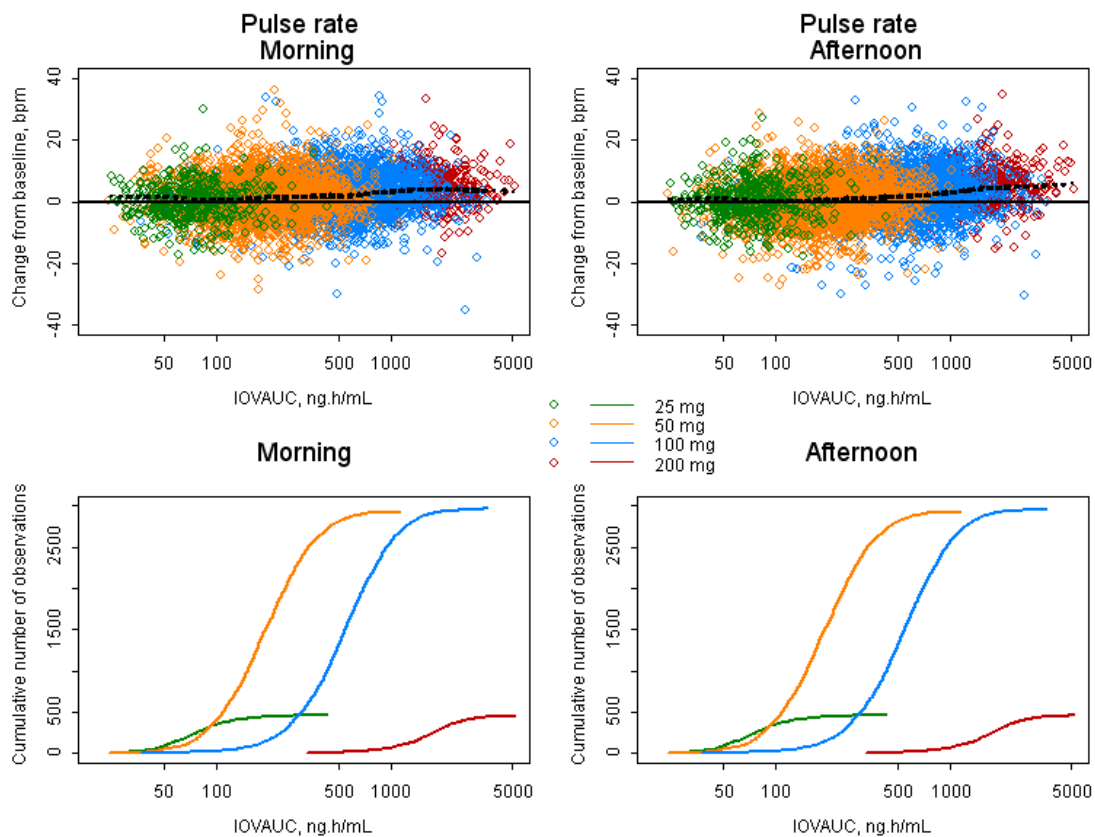 Pulse rate
Morning
Change from baseline, bpm
40
20
0
-20
-40
50 100 500 1000 5000
IOVAUC, ng.h/mL
Pulse rate
Afternoon
Change from baseline, bpm
40
20
0
-20
-40
50 100 500 1000 5000
IOVAUC, ng.h/mL
25 mg
50 mg
100 mg
200 mg
Morning
Cumulative number of observations
2500
1500
500
0
50 100 500 1000 5000
IOVAUC, ng.h/mL
Afternoon
Cumulative number of observations
2500
1500
500
0
50 100 500 1000 5000
IOVAUC, ng.h/mL